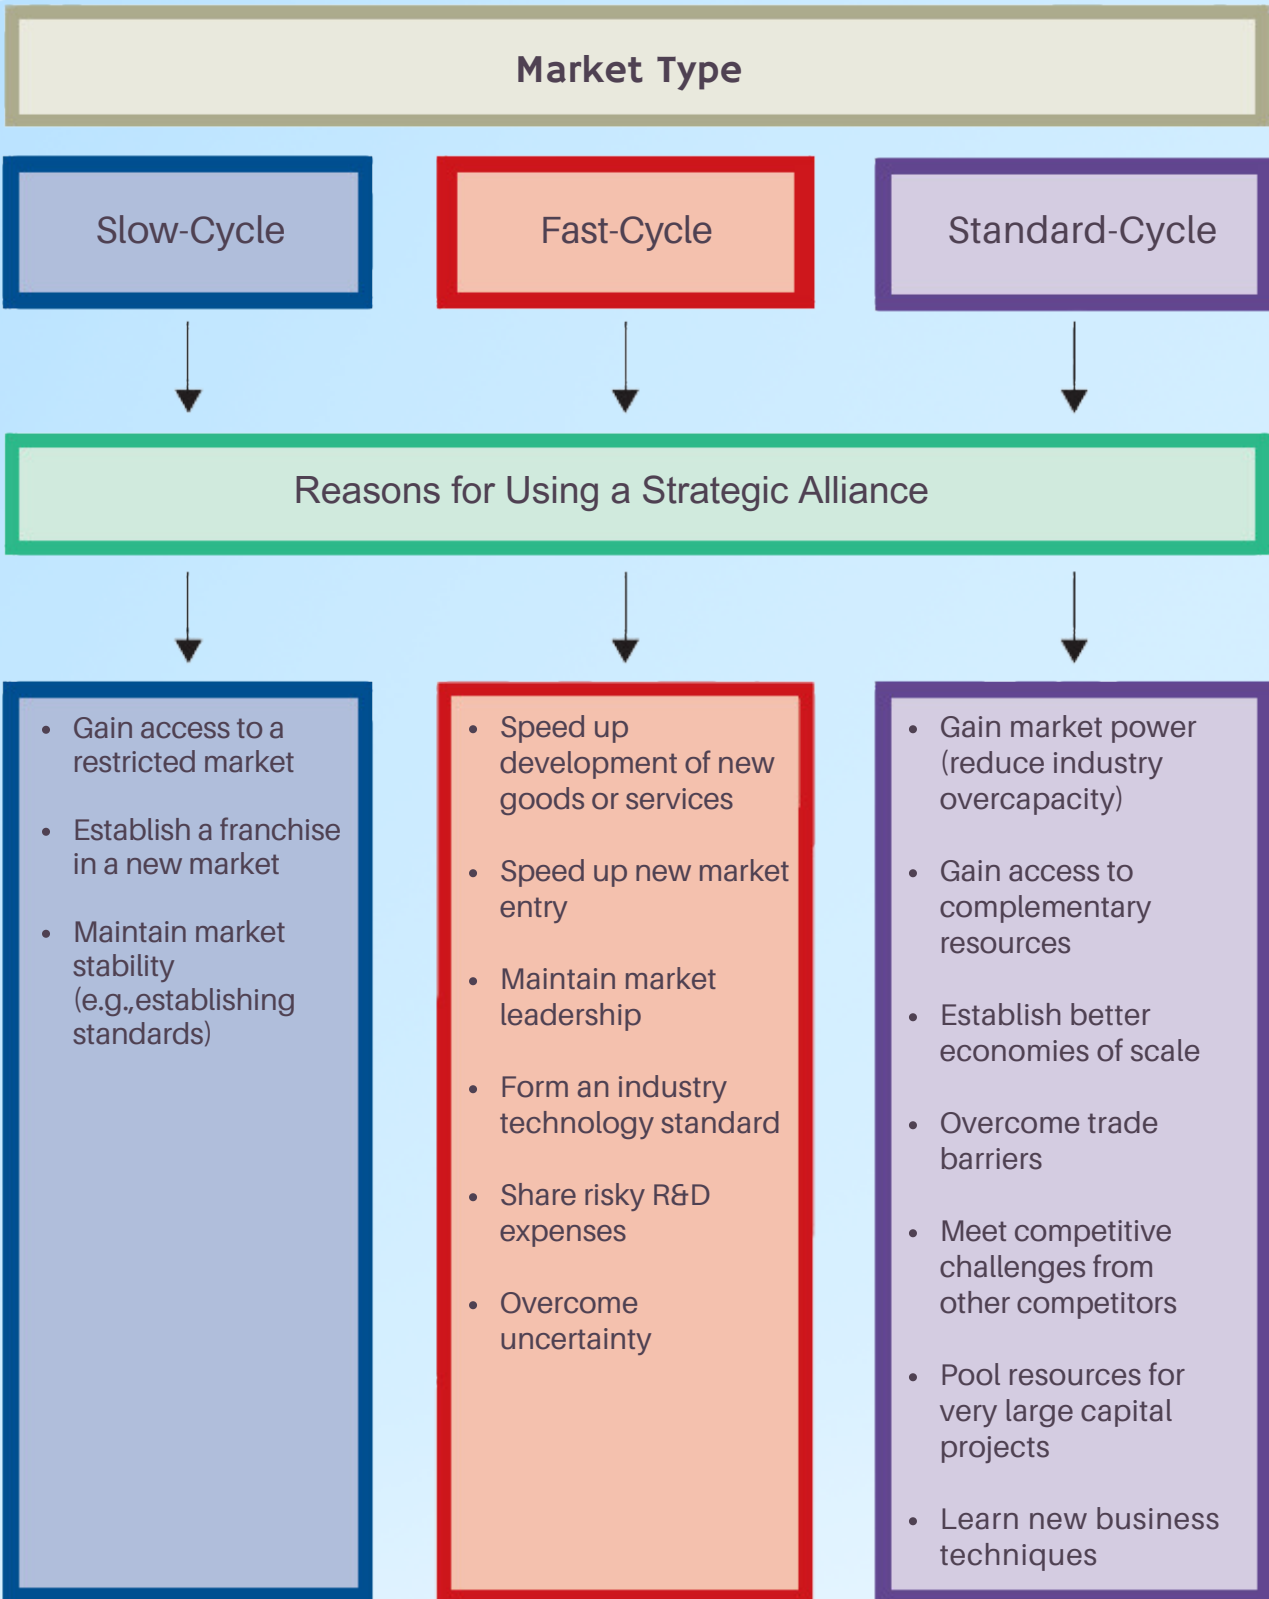 Market Type
Slow-Cycle
Fast-Cycle
Standard-Cycle
Reasons for Using a Strategic Alliance
• Gain access to a
restricted market
• Establish a franchise
in a new market
• Maintain market
stability
(e.g.,establishing
standards)
• Speed up
development of new
goods or services
• Speed up new market
entry
• Maintain market
leadership
• Form an industry
technology standard
• Share risky R&D
expenses
• Overcome
uncertainty
• Gain market power
(reduce industry
overcapacity)
• Gain access to
complementary
resources
• Establish better
economies of scale
• Overcome trade
barriers
• Meet competitive
challenges from
other competitors
• Pool resources for
very large capital
projects
• Learn new business
techniques